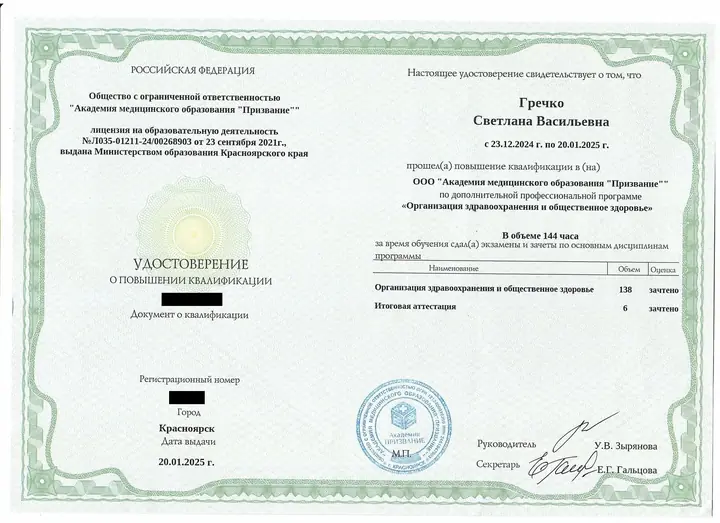 РОССИЙСКАЯ ФЕДЕРАЦИЯ
Общество с ограниченной ответственностью
"Академия медицинского образования "Призвание""
лицензия на образовательную деятельность
№Л035-01211-24/00268903 от 23 сентября 2021г.,
выдана Министерством образования Красноярского края
УДОСТОВЕРЕНИЕ
О ПОВЫШЕНИИ КВАЛИФИКАЦИИ
Документ о квалификации
Регистрационный номер
Город
Красноярск
Дата выдачи
20.01.2025 г.
Настоящее удостоверение свидетельствует о том, что
Гречко
Светлана Васильевна
с 23.12.2024 г. по 20.01.2025 г.
прошел(а) повышение квалификации в (на)
ООО "Академия медицинского образования "Призвание""
по дополнительной профессиональной программе
«Организация здравоохранения и общественное здоровье»
В объеме 144 часа
за время обучения сдал(а) экзамены и зачеты по основным дисциплинам
программы
Наименование Объем Оценка
Организация здравоохранения и общественное здоровье 138 зачтено
Итоговая аттестация 6 зачтено
Академия
ПРИЗВАНИЕ
М.П.
Руководитель У.В. Зырянова
Секретарь Е.Г. Гальцова